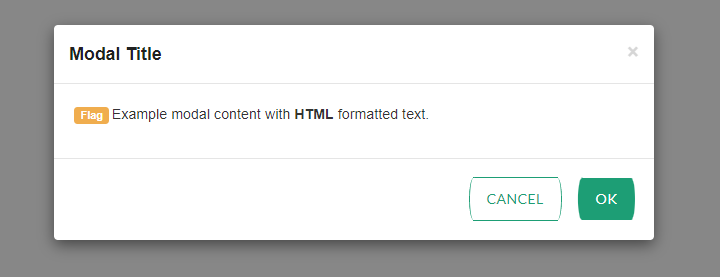 Modal Title ×
Flag Example modal content with HTML formatted text.
CANCEL OK